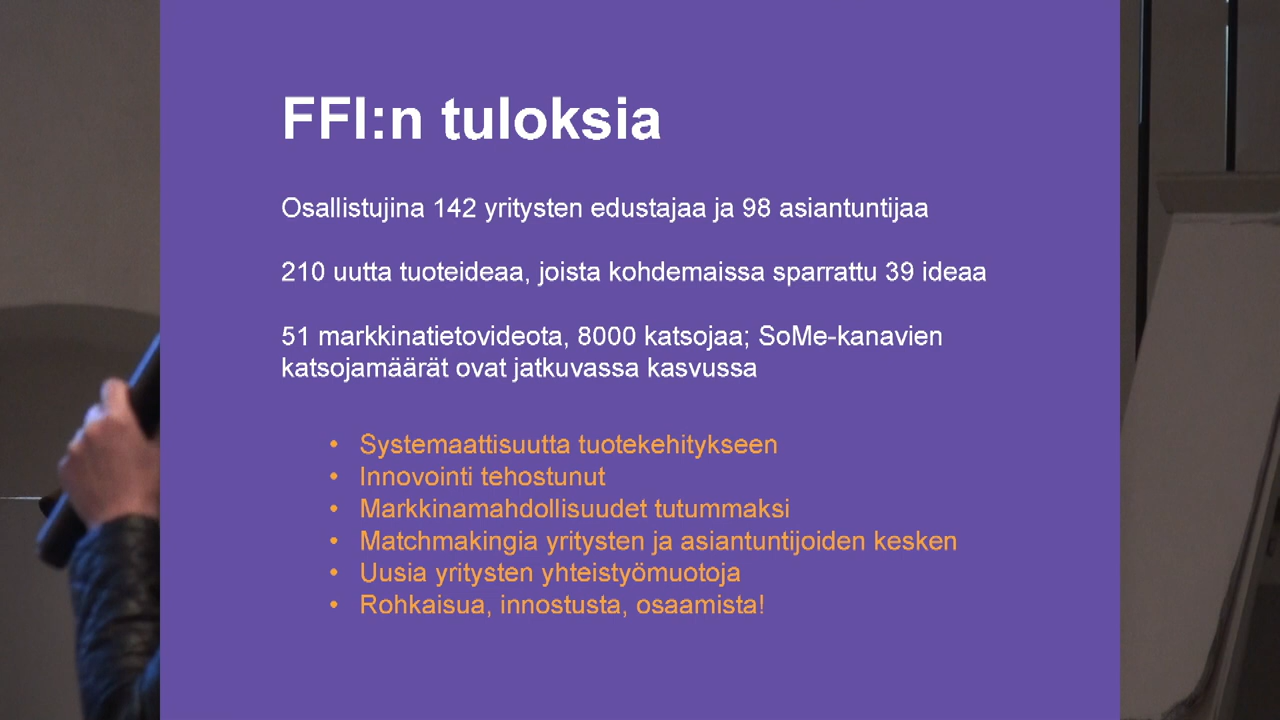 FFI:n tuloksia
Osallistujina 142 yritysten edustajaa ja 98 asiantuntijaa
210 uutta tuoteideaa, joista kohdemaissa sparrattu 39 ideaa
51 markkinatietovideota, 8000 katsojaa; SoMe-kanavien
katsojamäärät ovat jatkuvassa kasvussa
• Systemaattisuutta tuotekehitykseen
• Innovointi tehostunut
• Markkinamahdollisuudet tutummaksi
• Matchmakingia yritysten ja asiantuntijoiden kesken
• Uusia yritysten yhteistyömuotoja
• Rohkaisua, innostusta, osaamista!